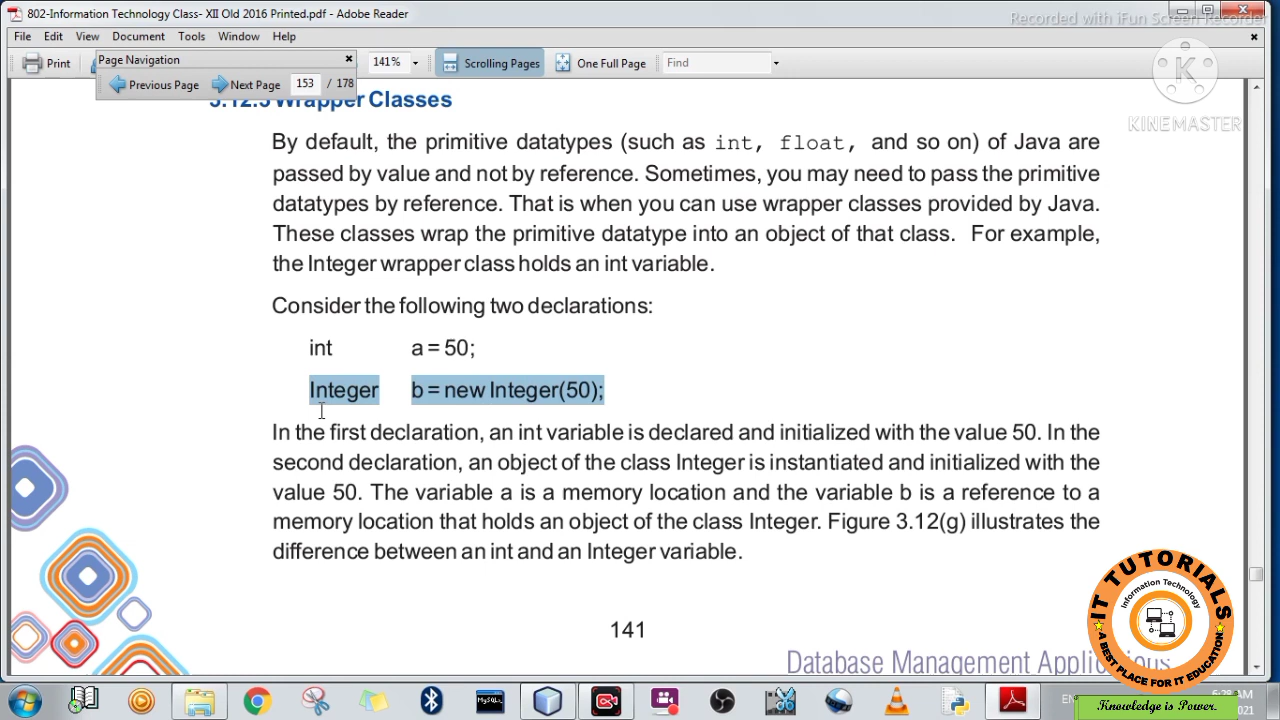 802-Information Technology Class- XII Old 2016 Printed.pdf - Adobe Reader
Recorded with iFun Screen Recorder
File Edit View Document Tools Window Help
Page Navigation
Print 141% Scrolling Pages One Full Page Find
Previous Page Next Page 153 / 178
KINEMASTER
3.12.5 Wrapper Classes
By default, the primitive datatypes (such as int, float, and so on) of Java are
passed by value and not by reference. Sometimes, you may need to pass the primitive
datatypes by reference. That is when you can use wrapper classes provided by Java.
These classes wrap the primitive datatype into an object of that class. For example,
the Integer wrapper class holds an int variable.
Consider the following two declarations:
int a = 50;
Integer b = new Integer(50);
In the first declaration, an int variable is declared and initialized with the value 50. In the
second declaration, an object of the class Integer is instantiated and initialized with the
value 50. The variable a is a memory location and the variable b is a reference to a
memory location that holds an object of the class Integer. Figure 3.12(g) illustrates the
difference between an int and an Integer variable.
141
Database Management Applications
IT TUTORIALS
Information Technology
A BEST PLACE FOR IT EDUCATION
Knowledge is Power.
MySQL